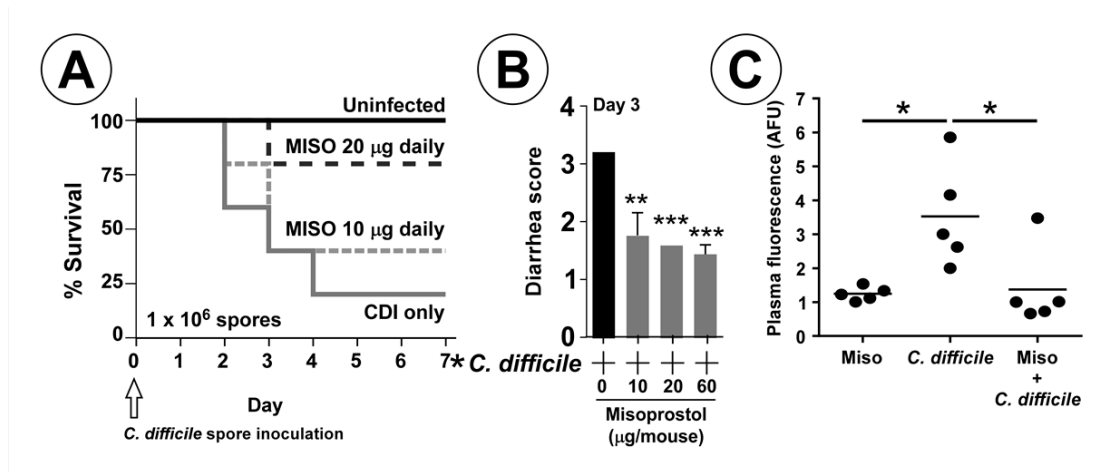 A
% Survival
100
75
50
25
0
Uninfected
MISO 20 µg daily
MISO 10 µg daily
CDI only
1 x 10⁶ spores
0 1 2 3 4 5 6 7
Day
C. difficile spore inoculation
B
Diarrhea score
4
3
2
1
0
Day 3
**
***
***
* C. difficile + + + +
0 10 20 60
Misoprostol
(µg/mouse)
C
Plasma fluorescence (AFU)
7
6
5
4
3
2
1
0
* *
Miso
C. difficile
Miso
+
C. difficile